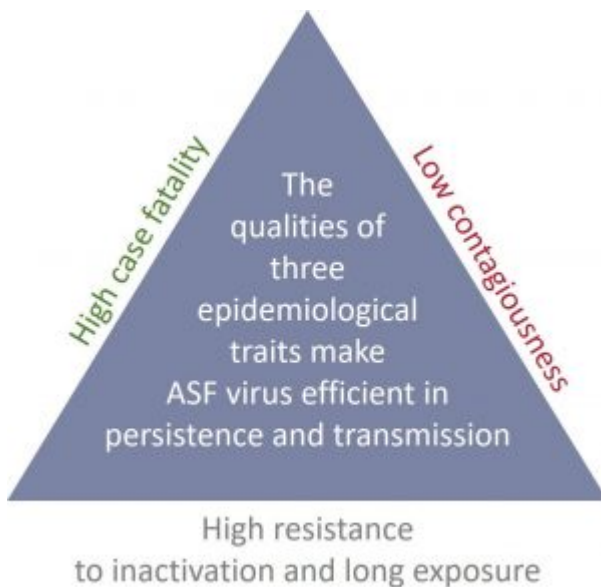 High case fatality
Low contagiousness
The
qualities of
three
epidemiological
traits make
ASF virus efficient in
persistence and transmission
High resistance
to inactivation and long exposure